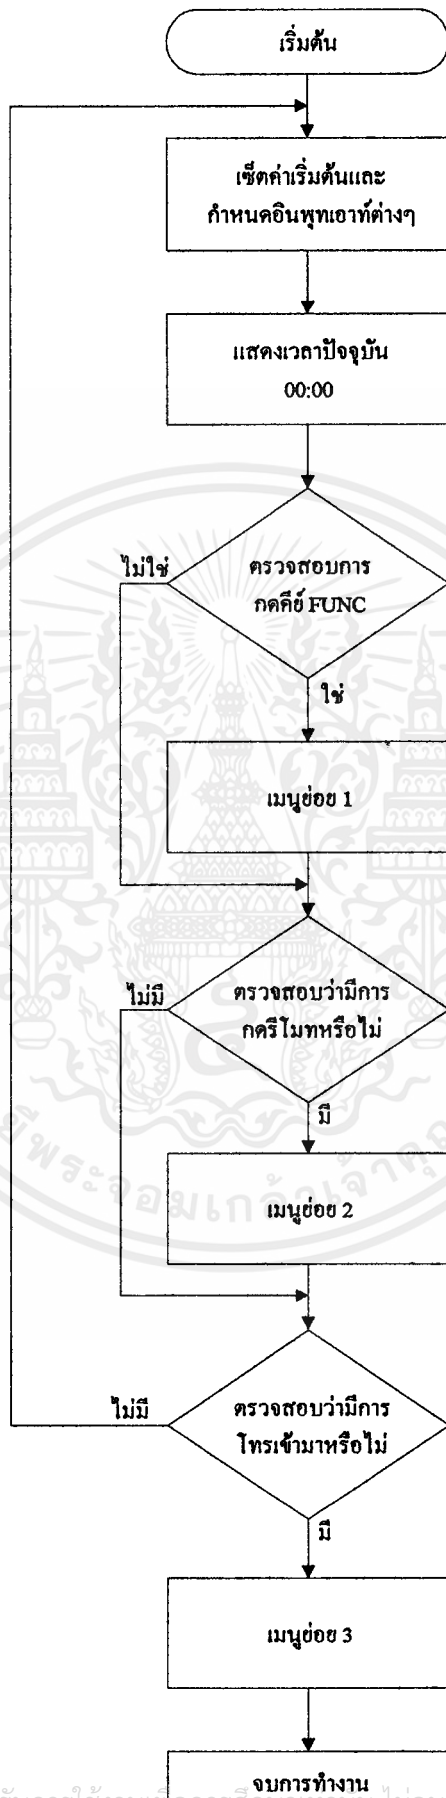 เริ่มต้น
เซ็ตค่าเริ่มต้นและ
กำหนดอินพุทเอาท์ต่างๆ
แสดงเวลาปัจจุบัน
00:00
ไม่ใช่
ตรวจสอบการ
กดคีย์ FUNC
ใช่
เมนูย่อย 1
ไม่มี
ตรวจสอบว่ามีการ
กดรีโมทหรือไม่
มี
เมนูย่อย 2
ไม่มี
ตรวจสอบว่ามีการ
โทรเข้ามาหรือไม่
มี
เมนูย่อย 3
จบการทำงาน